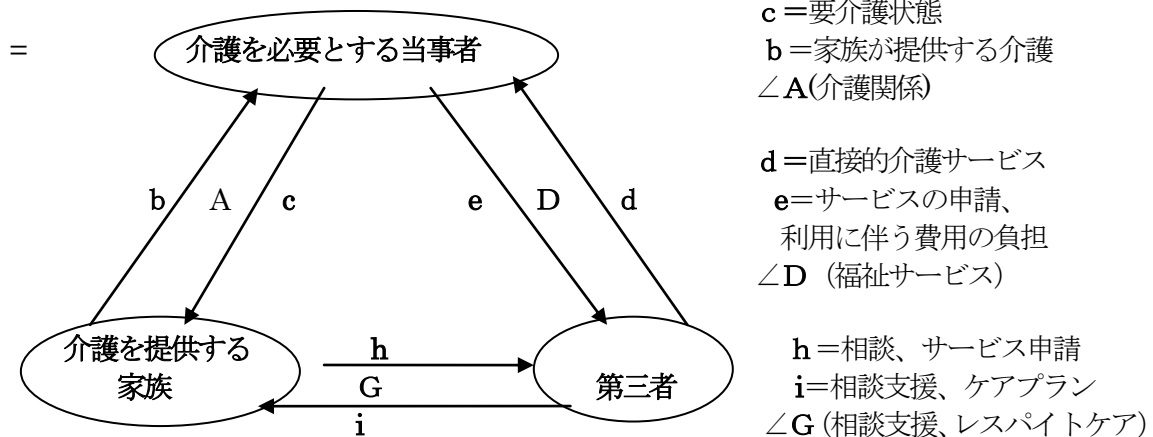 =
介護を必要とする当事者
b A c e D d
介護を提供する
家族
h
G
i
第三者
c＝要介護状態
b＝家族が提供する介護
∠A(介護関係)
d＝直接的介護サービス
e＝サービスの申請、
利用に伴う費用の負担
∠D（福祉サービス）
h＝相談、サービス申請
i＝相談支援、ケアプラン
∠G（相談支援、レスパイトケア）